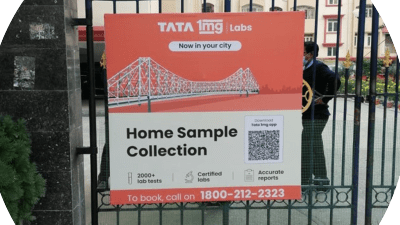 TATA 1mg Labs
Now in your city
Home Sample
Collection
Download
Tata 1mg app
2000+
lab tests
Certified
labs
Accurate
reports
To book, call on 1800-212-2323